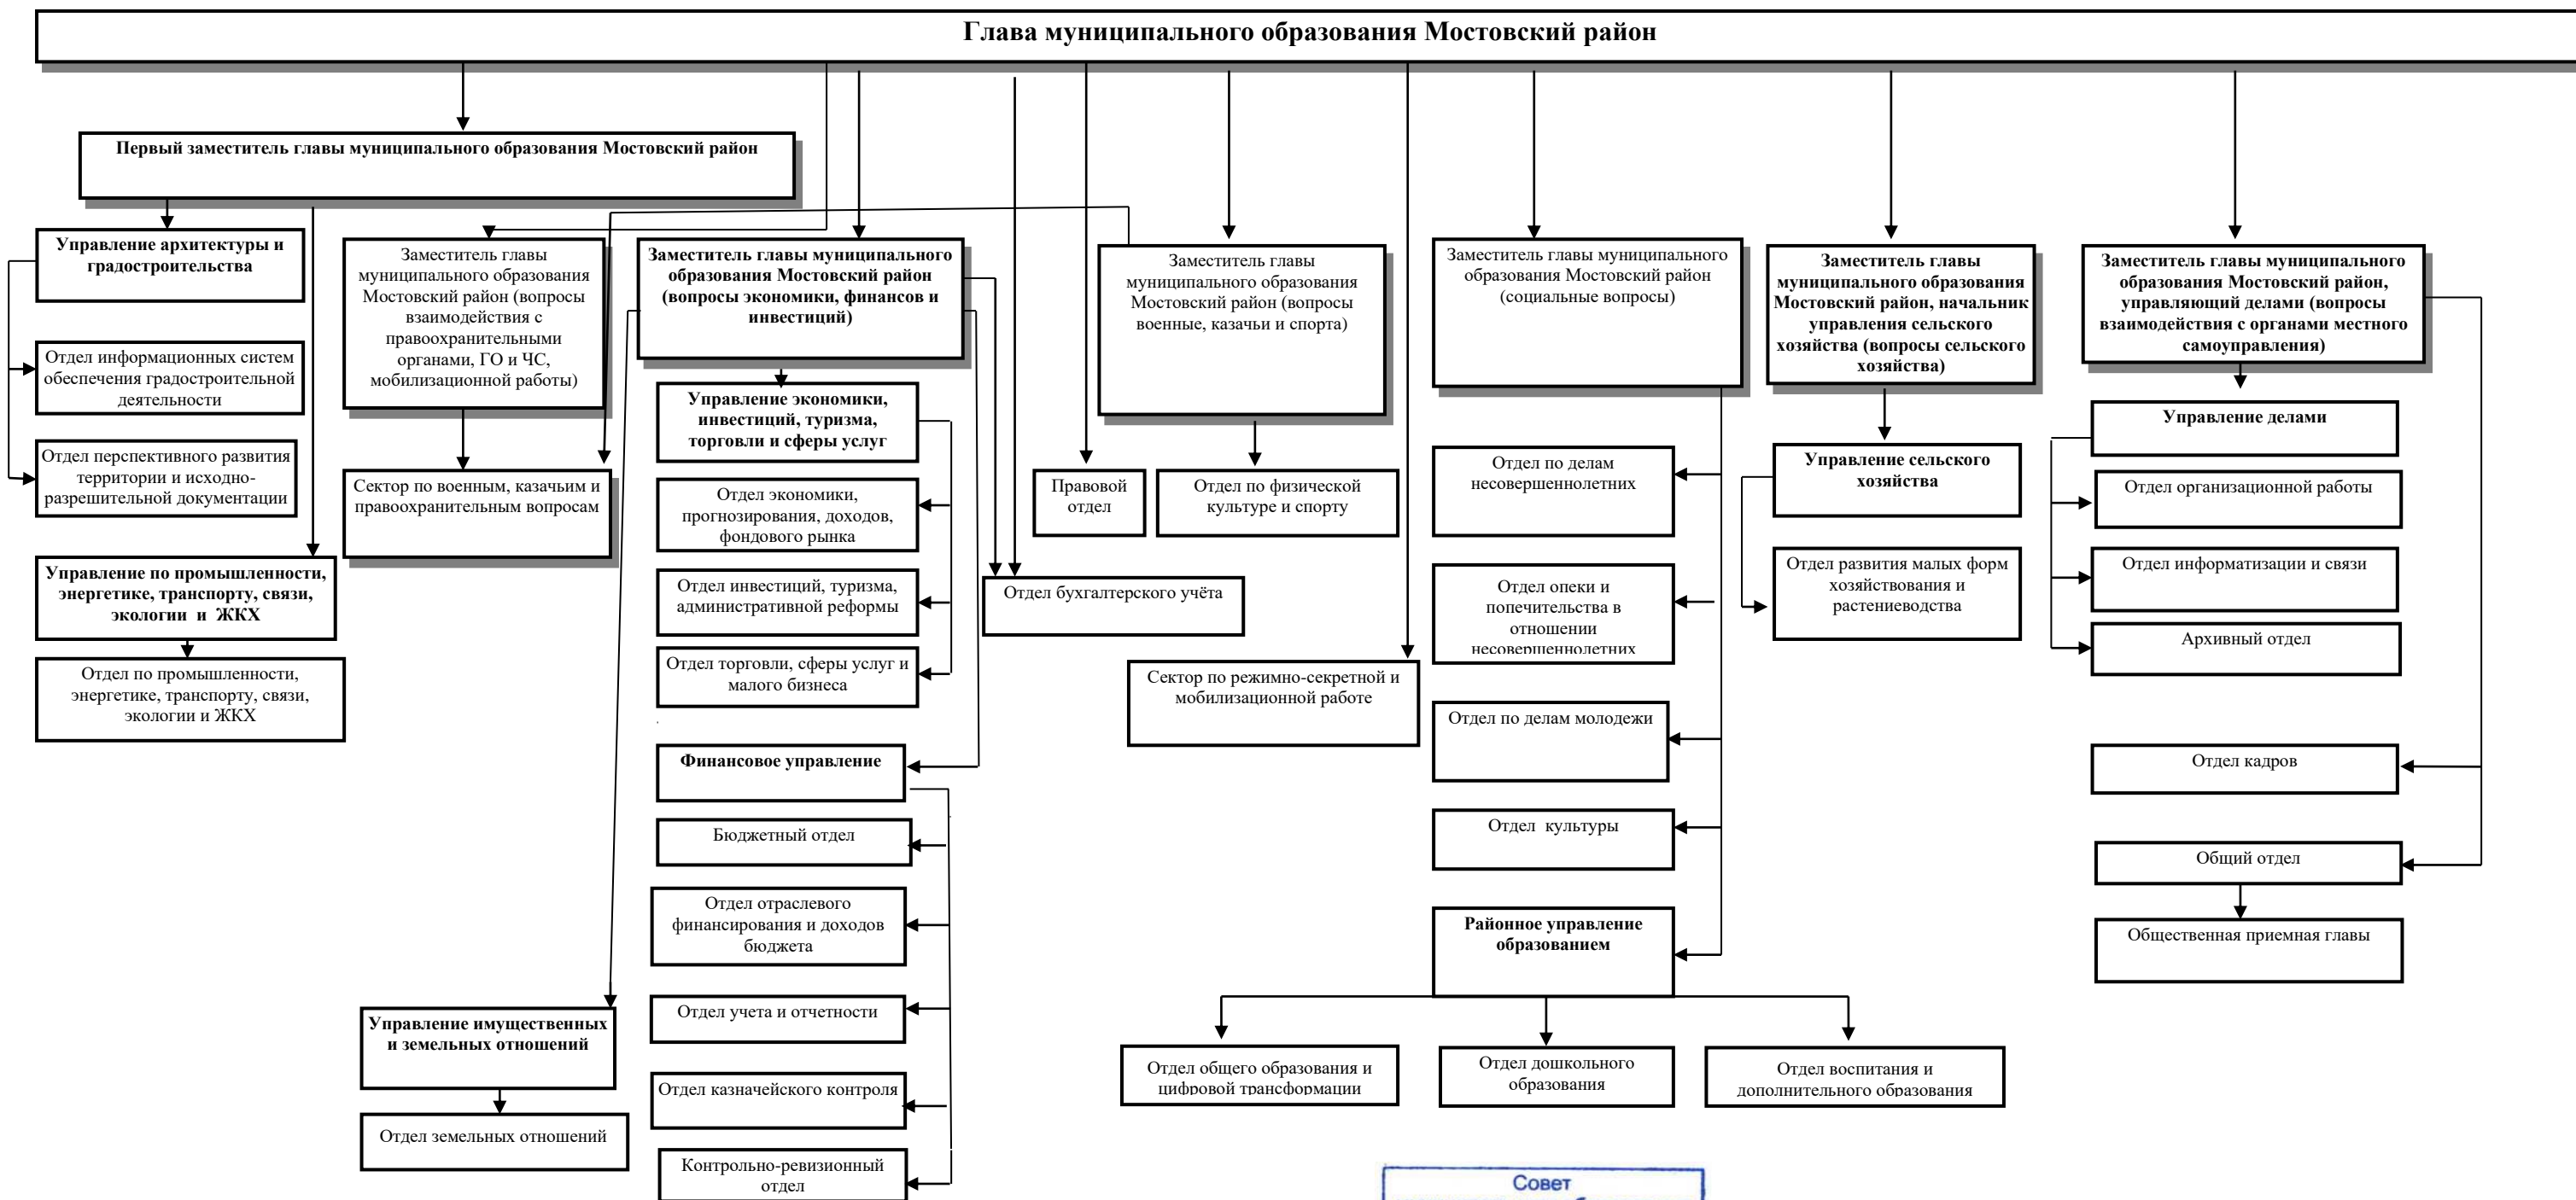 Глава муниципального образования Мостовский район
Первый заместитель главы муниципального образования Мостовский район
Управление архитектуры и
градостроительства
Отдел информационных систем
обеспечения градостроительной
деятельности
Отдел перспективного развития
территории и исходно-
разрешительной документации
Управление по промышленности,
энергетике, транспорту, связи,
экологии и ЖКХ
Отдел по промышленности,
энергетике, транспорту, связи,
экологии и ЖКХ
Заместитель главы
муниципального образования
Мостовский район (вопросы
взаимодействия с
правоохранительными
органами, ГО и ЧС,
мобилизационной работы)
Сектор по военным, казачьим и
правоохранительным вопросам
Заместитель главы муниципального
образования Мостовский район
(вопросы экономики, финансов и
инвестиций)
Управление экономики,
инвестиций, туризма,
торговли и сферы услуг
Отдел экономики,
прогнозирования, доходов,
фондового рынка
Отдел инвестиций, туризма,
административной реформы
Отдел торговли, сферы услуг и
малого бизнеса
Финансовое управление
Бюджетный отдел
Отдел отраслевого
финансирования и доходов
бюджета
Отдел учета и отчетности
Отдел казначейского контроля
Контрольно-ревизионный
отдел
Управление имущественных
и земельных отношений
Отдел земельных отношений
Отдел бухгалтерского учёта
Правовой
отдел
Заместитель главы
муниципального образования
Мостовский район (вопросы
военные, казачьи и спорта)
Отдел по физической
культуре и спорту
Сектор по режимно-секретной и
мобилизационной работе
Заместитель главы муниципального
образования Мостовский район
(социальные вопросы)
Отдел по делам
несовершеннолетних
Отдел опеки и
попечительства в
отношении
несовершеннолетних
Отдел по делам молодежи
Отдел культуры
Районное управление
образованием
Отдел общего образования и
цифровой трансформации
Отдел дошкольного
образования
Отдел воспитания и
дополнительного образования
Заместитель главы
муниципального образования
Мостовский район, начальник
управления сельского
хозяйства (вопросы сельского
хозяйства)
Управление сельского
хозяйства
Отдел развития малых форм
хозяйствования и
растениеводства
Заместитель главы муниципального
образования Мостовский район,
управляющий делами (вопросы
взаимодействия с органами местного
самоуправления)
Управление делами
Отдел организационной работы
Отдел информатизации и связи
Архивный отдел
Отдел кадров
Общий отдел
Общественная приемная главы
Совет